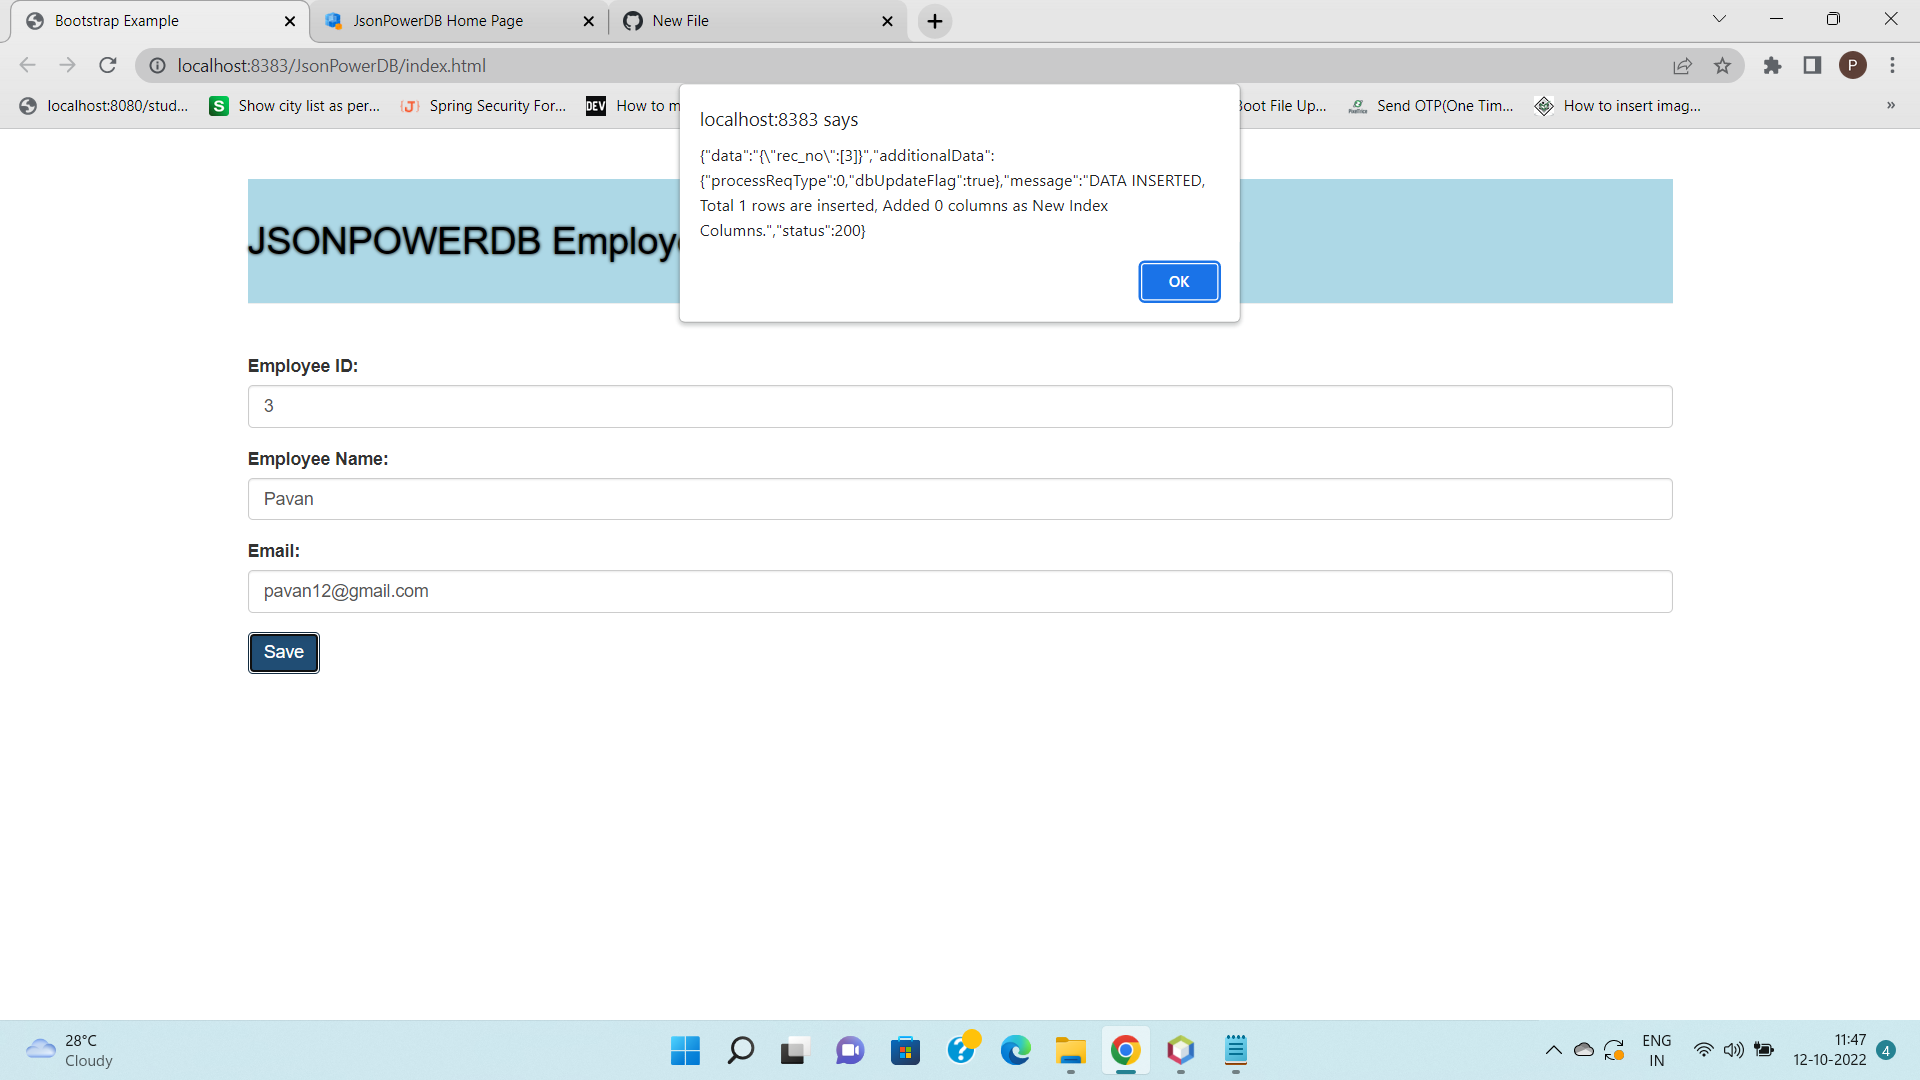 Bootstrap Example
JsonPowerDB Home Page
New File
localhost:8383/JsonPowerDB/index.html
P
localhost:8080/stud...
S
Show city list as per...
{J}
Spring Security For...
DEV
How to m
Boot File Up...
Send OTP(One Tim...
How to insert imag...
localhost:8383 says
{"data":"{\"rec_no\":[3]}","additionalData":
{"processReqType":0,"dbUpdateFlag":true},"message":"DATA INSERTED,
Total 1 rows are inserted, Added 0 columns as New Index
Columns.","status":200}
OK
JSONPOWERDB Employe
Employee ID:
3
Employee Name:
Pavan
Email:
pavan12@gmail.com
Save
28°C
Cloudy
ENG
IN
11:47
12-10-2022
4